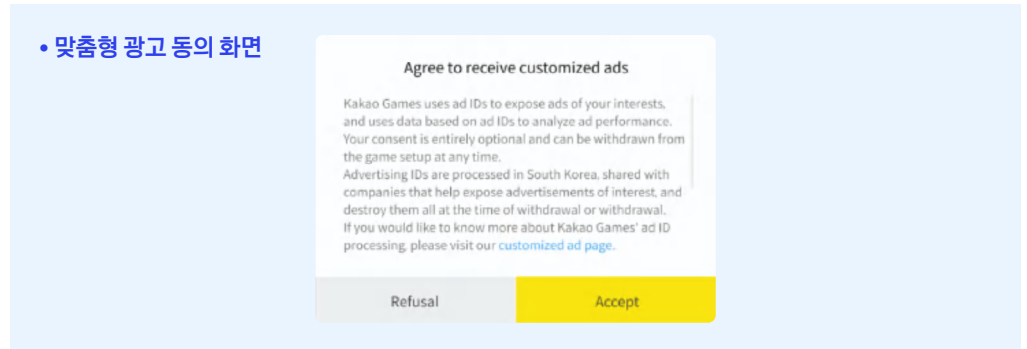 • 맞춤형 광고 동의 화면
Agree to receive customized ads
Kakao Games uses ad IDs to expose ads of your interests,
and uses data based on ad IDs to analyze ad performance.
Your consent is entirely optional and can be withdrawn from
the game setup at any time.
Advertising IDs are processed in South Korea, shared with
companies that help expose advertisements of interest, and
destroy them all at the time of withdrawal or withdrawal.
If you would like to know more about Kakao Games' ad ID
processing, please visit our customized ad page.
Refusal
Accept